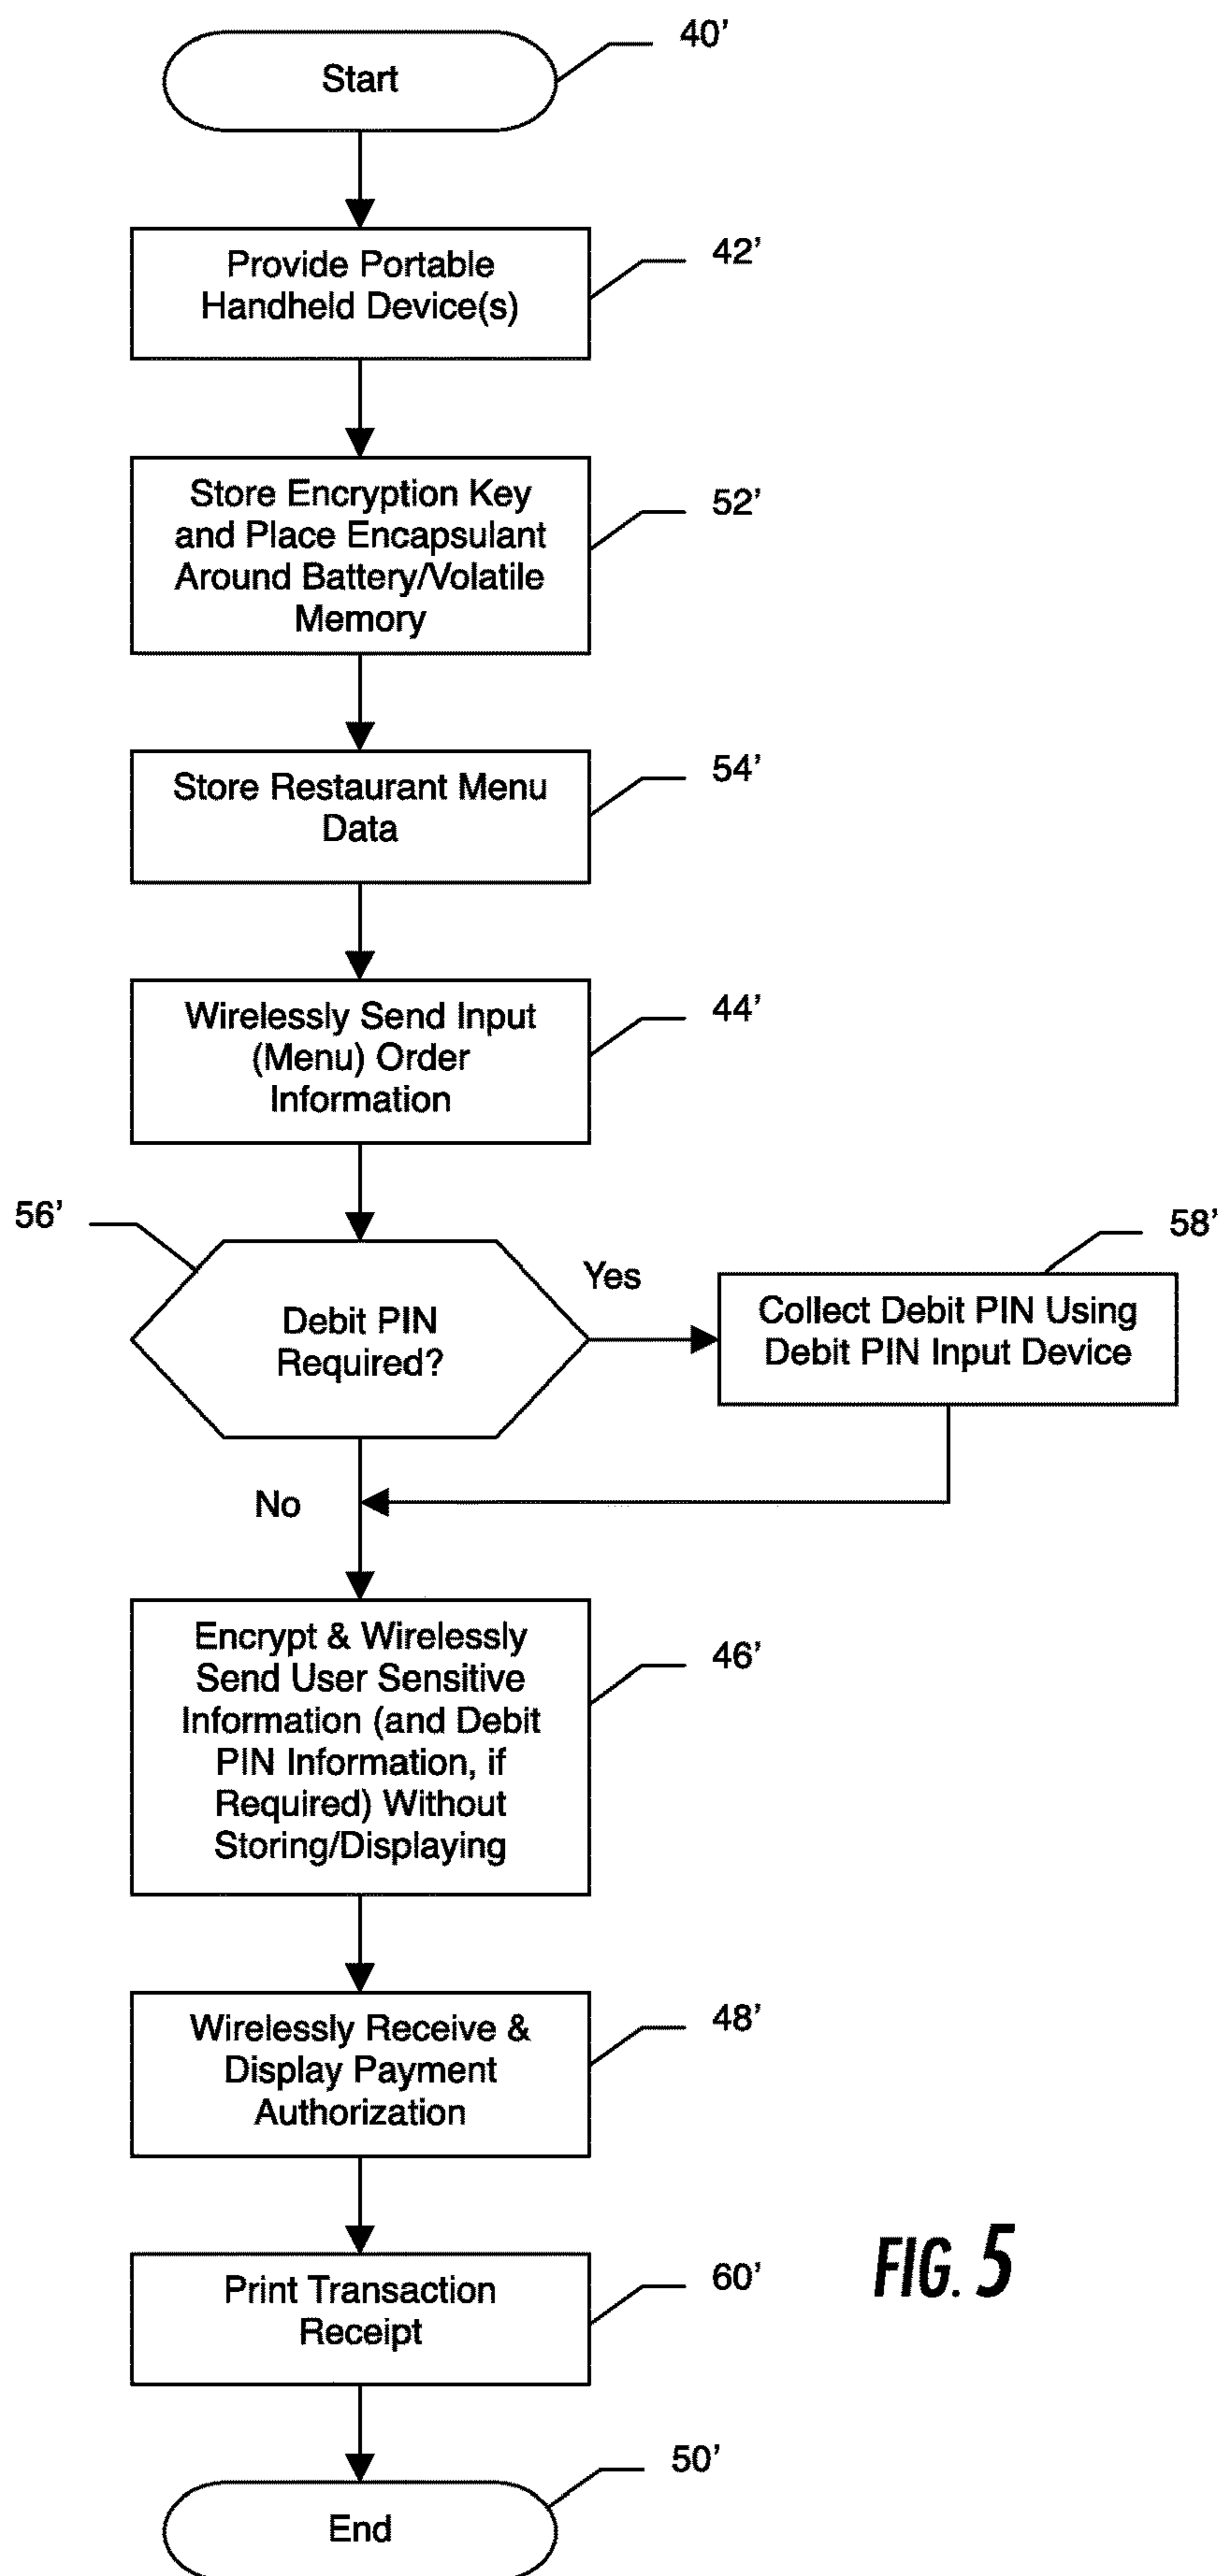 40’
Start
42’
Provide Portable
Handheld Device(s)
52’
Store Encryption Key
and Place Encapsulant
Around Battery/Volatile
Memory
54’
Store Restaurant Menu
Data
44’
Wirelessly Send Input
(Menu) Order
Information
56’
Debit PIN
Required?
Yes
58’
Collect Debit PIN Using
Debit PIN Input Device
No
46’
Encrypt & Wirelessly
Send User Sensitive
Information (and Debit
PIN Information, if
Required) Without
Storing/Displaying
48’
Wirelessly Receive &
Display Payment
Authorization
60’
Print Transaction
Receipt
FIG. 5
50’
End